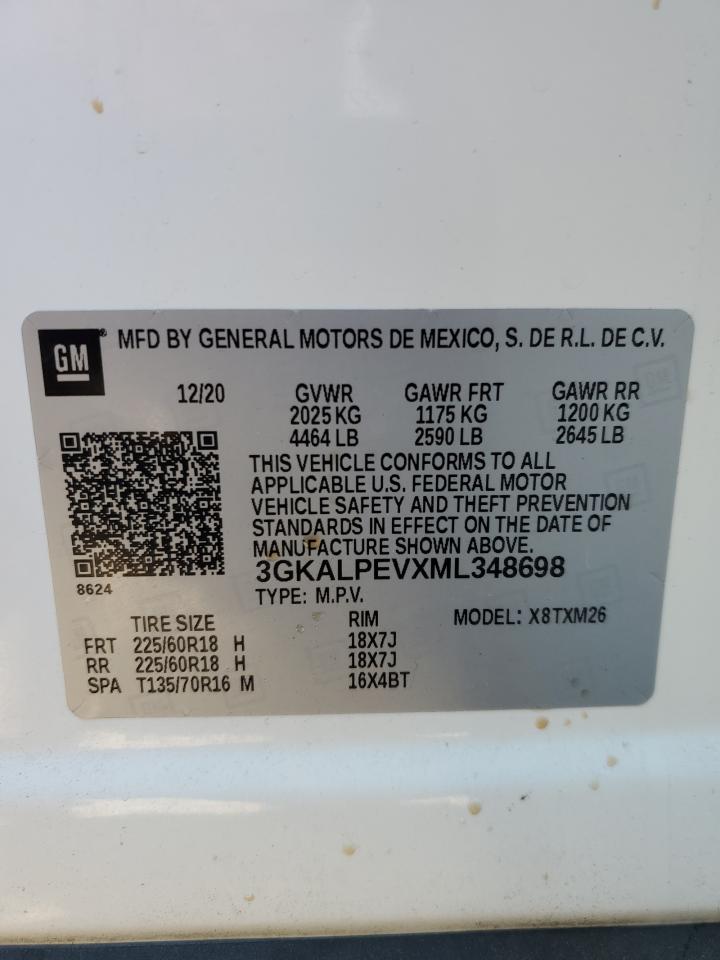 GM ® MFD BY GENERAL MOTORS DE MEXICO, S. DE R.L. DE C.V.
12/20 GVWR GAWR FRT GAWR RR
2025 KG 1175 KG 1200 KG
4464 LB 2590 LB 2645 LB
THIS VEHICLE CONFORMS TO ALL
APPLICABLE U.S. FEDERAL MOTOR
VEHICLE SAFETY AND THEFT PREVENTION
STANDARDS IN EFFECT ON THE DATE OF
MANUFACTURE SHOWN ABOVE.
3GKALPEVXML348698
8624
TYPE: M.P.V.
TIRE SIZE RIM MODEL: X8TXM26
FRT 225/60R18 H 18X7J
RR 225/60R18 H 18X7J
SPA T135/70R16 M 16X4BT